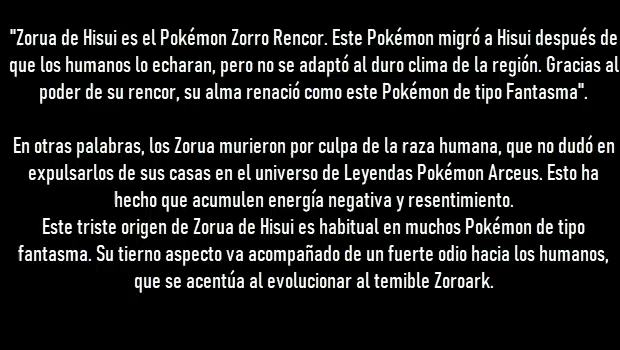 "Zorua de Hisui es el Pokémon Zorro Rencor. Este Pokémon migró a Hisui después de
que los humanos lo echaran, pero no se adaptó al duro clima de la región. Gracias al
poder de su rencor, su alma renació como este Pokémon de tipo Fantasma".
En otras palabras, los Zorua murieron por culpa de la raza humana, que no dudó en
expulsarlos de sus casas en el universo de Leyendas Pokémon Arceus. Esto ha
hecho que acumulen energía negativa y resentimiento.
Este triste origen de Zorua de Hisui es habitual en muchos Pokémon de tipo
fantasma. Su tierno aspecto va acompañado de un fuerte odio hacia los humanos,
que se acentúa al evolucionar al temible Zoroark.